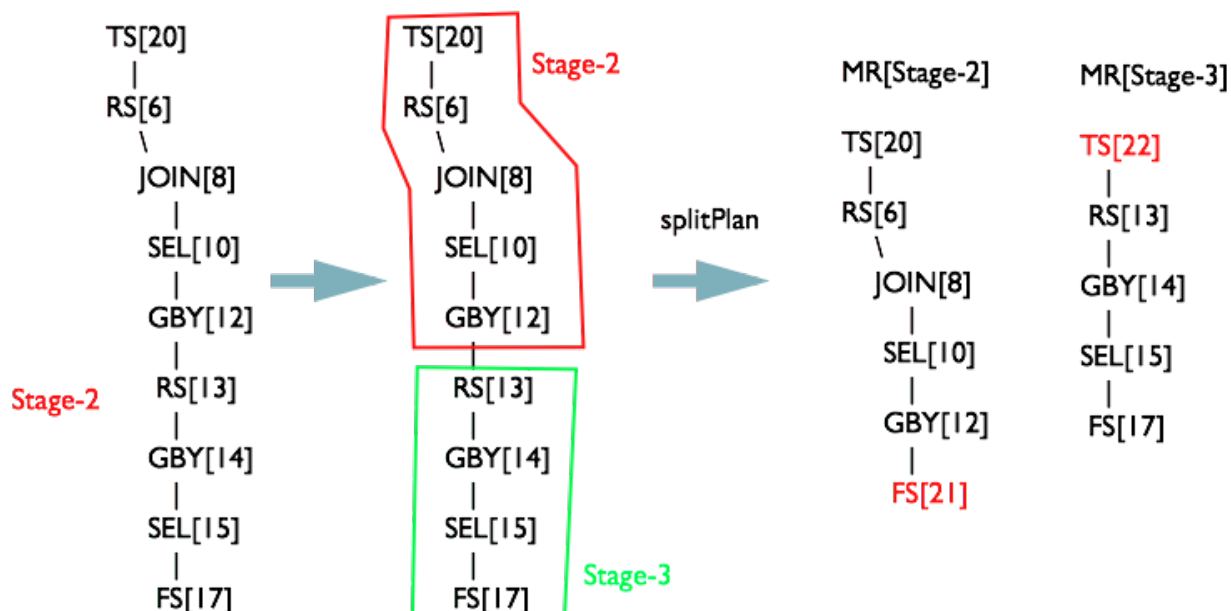 TS[20]
RS[6]
JOIN[8]
SEL[10]
GBY[12]
RS[13]
GBY[14]
SEL[15]
FS[17]
Stage-2
TS[20]
RS[6]
JOIN[8]
SEL[10]
GBY[12]
RS[13]
GBY[14]
SEL[15]
FS[17]
Stage-2
Stage-3
splitPlan
MR[Stage-2]
TS[20]
RS[6]
JOIN[8]
SEL[10]
GBY[12]
FS[21]
MR[Stage-3]
TS[22]
RS[13]
GBY[14]
SEL[15]
FS[17]